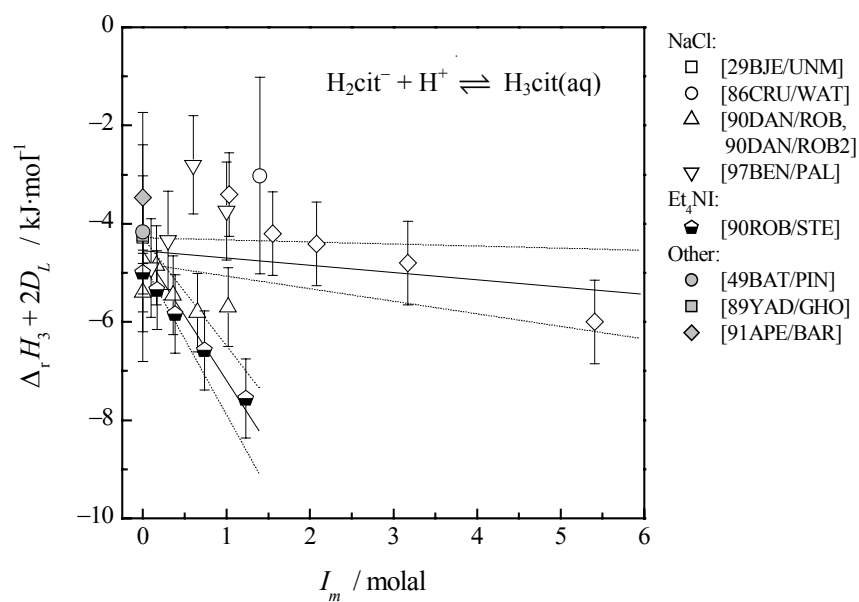 0
−2
−4
−6
−8
−10
0
1
2
3
4
5
6
ΔrH3 + 2DL / kJ·mol−1
Im / molal
H2cit− + H+ ⇌ H3cit(aq)
NaCl:
[29BJE/UNM]
[86CRU/WAT]
[90DAN/ROB,
90DAN/ROB2]
[97BEN/PAL]
Et4NI:
[90ROB/STE]
Other:
[49BAT/PIN]
[89YAD/GHO]
[91APE/BAR]